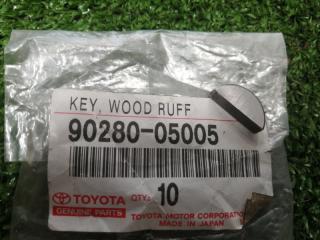 KEY, WOOD RUFF
90280-05005
TOYOTA
GENUINE PARTS
QTY:
10
TOYOTA MOTOR CORPORATION
MADE IN JAPAN